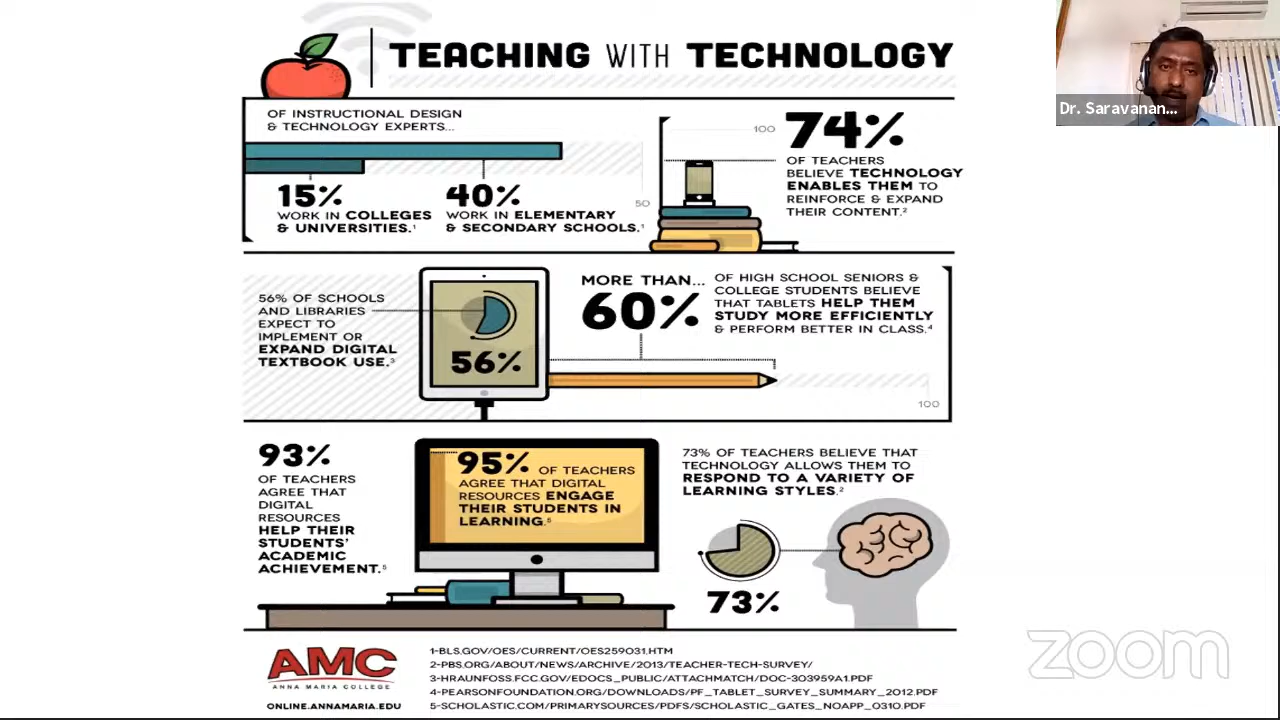 TEACHING WITH TECHNOLOGY
Dr. Saravanan...
OF INSTRUCTIONAL DESIGN
& TECHNOLOGY EXPERTS...
15%
WORK IN COLLEGES
& UNIVERSITIES.¹
40%
WORK IN ELEMENTARY
& SECONDARY SCHOOLS.¹
100
50
74%
OF TEACHERS
BELIEVE TECHNOLOGY
ENABLES THEM TO
REINFORCE & EXPAND
THEIR CONTENT.²
56% OF SCHOOLS
AND LIBRARIES
EXPECT TO
IMPLEMENT OR
EXPAND DIGITAL
TEXTBOOK USE.³
56%
MORE THAN...
60%
OF HIGH SCHOOL SENIORS &
COLLEGE STUDENTS BELIEVE
THAT TABLETS HELP THEM
STUDY MORE EFFICIENTLY
& PERFORM BETTER IN CLASS.⁴
100
93%
OF TEACHERS
AGREE THAT
DIGITAL
RESOURCES
HELP THEIR
STUDENTS'
ACADEMIC
ACHIEVEMENT.⁵
95% OF TEACHERS
AGREE THAT DIGITAL
RESOURCES ENGAGE
THEIR STUDENTS IN
LEARNING.⁵
73% OF TEACHERS BELIEVE THAT
TECHNOLOGY ALLOWS THEM TO
RESPOND TO A VARIETY OF
LEARNING STYLES.²
73%
AMC
ANNA MARIA COLLEGE
ONLINE.ANNAMARIA.EDU
1-BLS.GOV/OES/CURRENT/OES259031.HTM
2-PBS.ORG/ABOUT/NEWS/ARCHIVE/2013/TEACHER-TECH-SURVEY/
3-HRAUNFOSS.FCC.GOV/EDOCS_PUBLIC/ATTACHMATCH/DOC-303959A1.PDF
4-PEARSONFOUNDATION.ORG/DOWNLOADS/PF_TABLET_SURVEY_SUMMARY_2012.PDF
5-SCHOLASTIC.COM/PRIMARYSOURCES/PDFS/SCHOLASTIC_GATES_NOAPP_0310.PDF
zoom